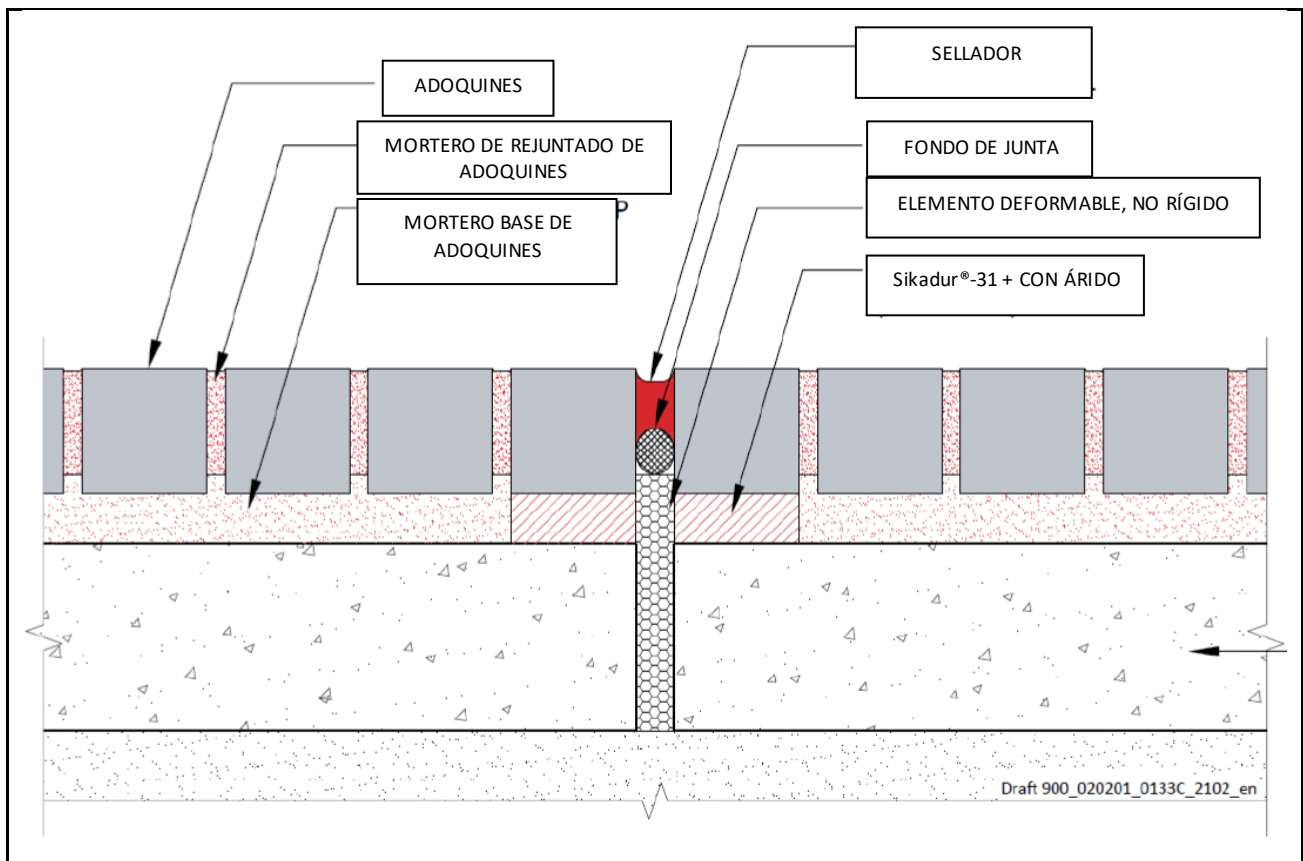 ADOQUINES
MORTERO DE REJUNTADO DE
ADOQUINES
MORTERO BASE DE
ADOQUINES
P
SELLADOR
FONDO DE JUNTA
ELEMENTO DEFORMABLE, NO RÍGIDO
Sikadur®-31 + CON ÁRIDO
Draft 900_020201_0133C_2102_en